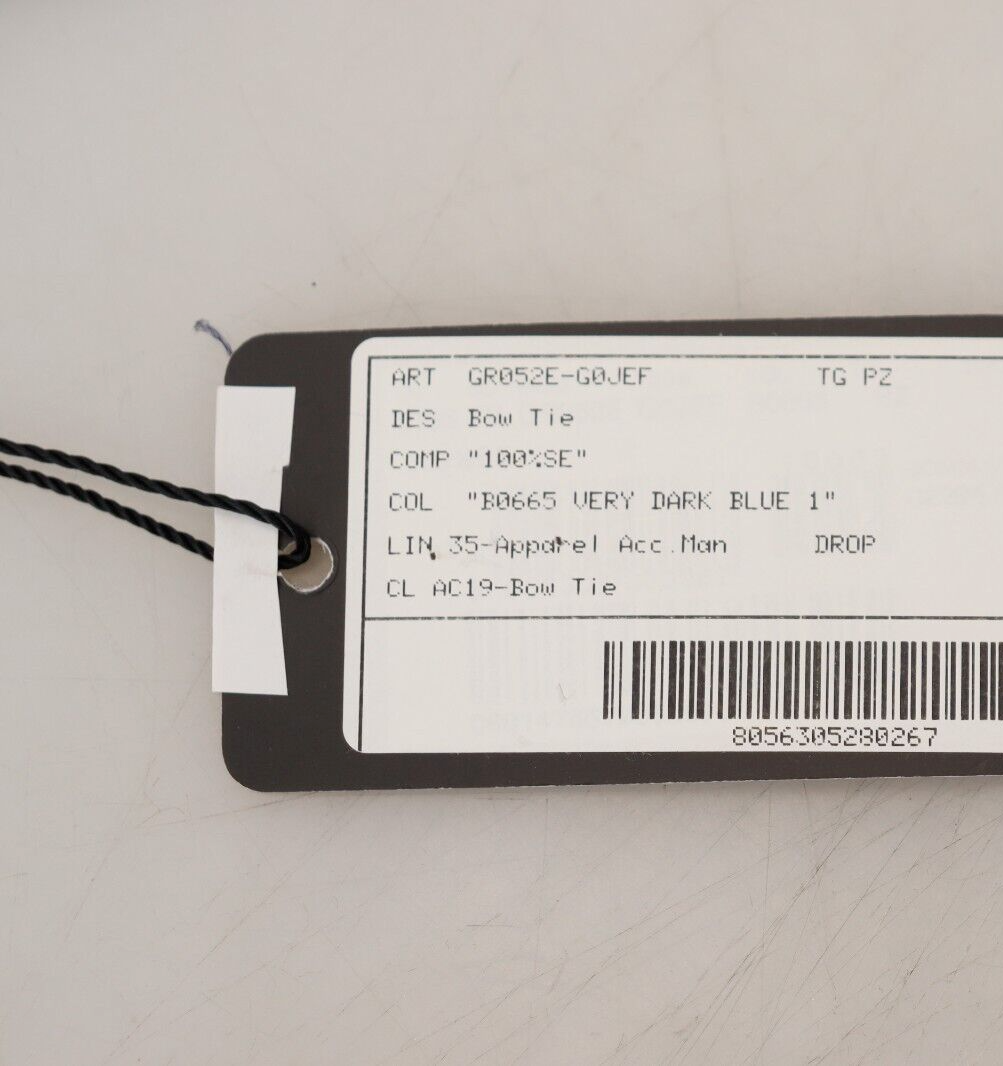 ART GR052E-G0JEF TG PZ
DES Bow Tie
COMP "100%SE"
COL "B0665 VERY DARK BLUE 1"
LIN 35-Apparel Acc.Man DROP
CL AC19-Bow Tie
8056305280267